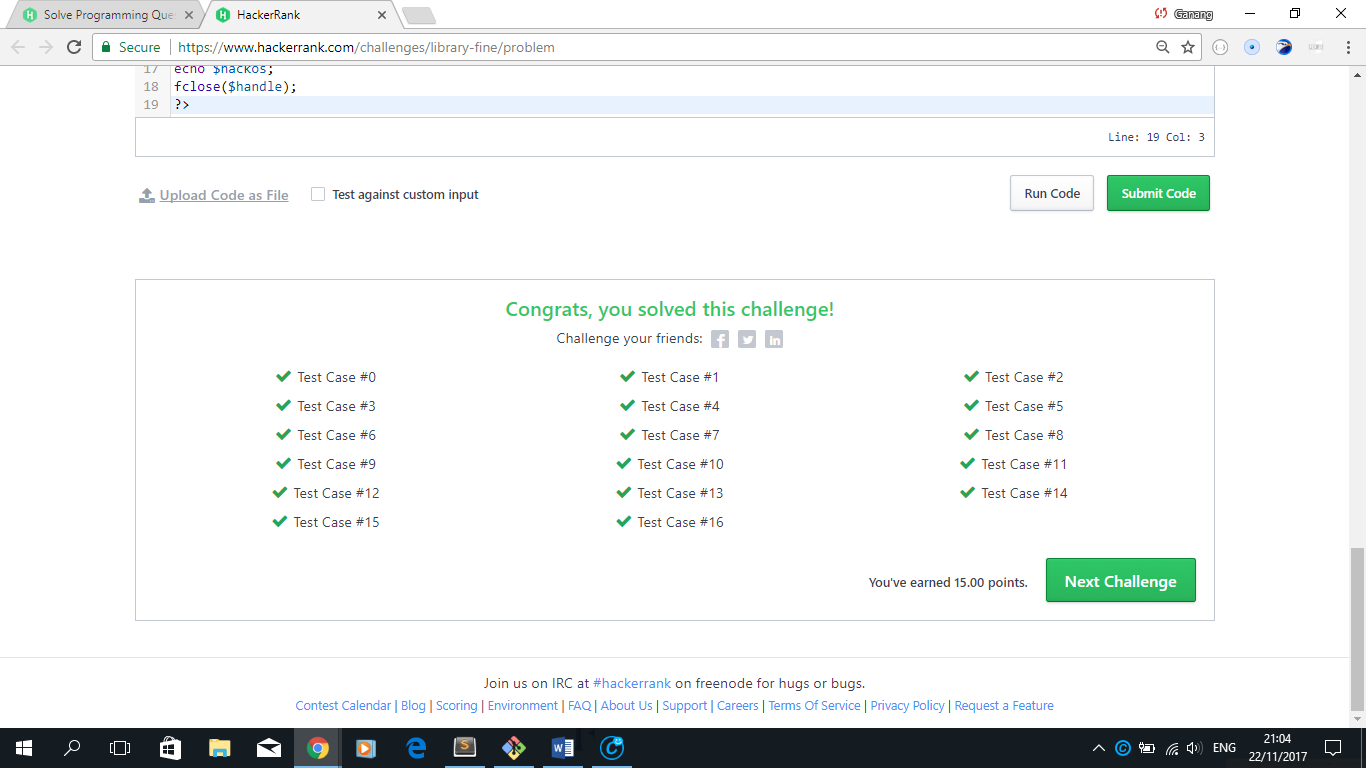 Solve Programming Que
HackerRank
Ganang
Secure
https://www.hackerrank.com/challenges/library-fine/problem
17 echo $hackos;
18 fclose($handle);
19 ?>
Line: 19 Col: 3
Upload Code as File
Test against custom input
Run Code
Submit Code
Congrats, you solved this challenge!
Challenge your friends:
Test Case #0
Test Case #1
Test Case #2
Test Case #3
Test Case #4
Test Case #5
Test Case #6
Test Case #7
Test Case #8
Test Case #9
Test Case #10
Test Case #11
Test Case #12
Test Case #13
Test Case #14
Test Case #15
Test Case #16
You've earned 15.00 points.
Next Challenge
Join us on IRC at #hackerrank on freenode for hugs or bugs.
Contest Calendar | Blog | Scoring | Environment | FAQ | About Us | Support | Careers | Terms Of Service | Privacy Policy | Request a Feature
ENG
21:04
22/11/2017